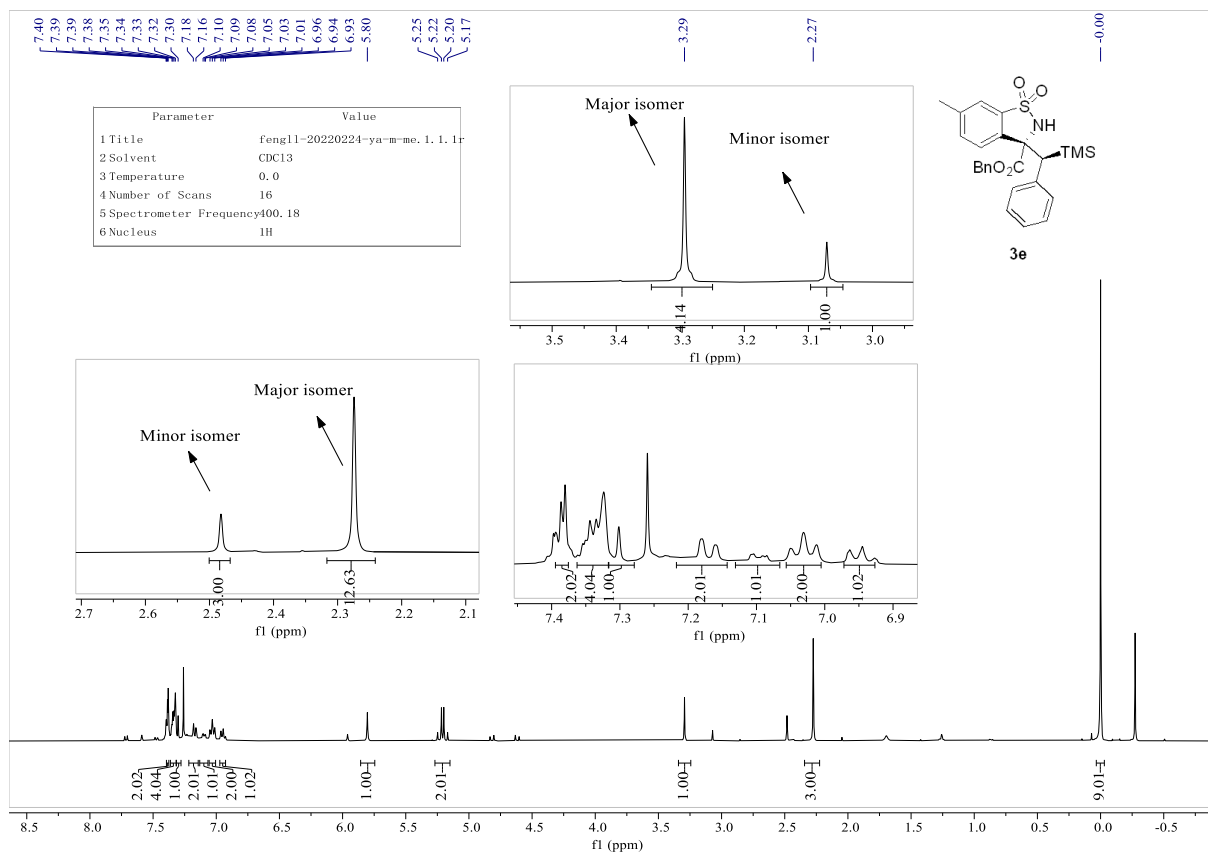 7.40
7.39
7.39
7.38
7.35
7.34
7.33
7.32
7.30
7.18
7.16
7.10
7.09
7.08
7.05
7.03
7.01
6.96
6.94
6.93
5.80
5.25
5.22
5.20
5.17
3.29
2.27
-0.00
Parameter Value
1 Title fengll-20220224-ya-m-me.1.1.1r
2 Solvent CDCl3
3 Temperature 0.0
4 Number of Scans 16
5 Spectrometer Frequency 400.18
6 Nucleus 1H
Major isomer
Minor isomer
4.14
1.00
3.5 3.4 3.3 3.2 3.1 3.0
f1 (ppm)
O O
S
NH
TMS
BnO2C
3e
Major isomer
Minor isomer
3.00
2.63
2.7 2.6 2.5 2.4 2.3 2.2 2.1
f1 (ppm)
2.02
4.04
1.00
2.01
1.01
2.00
1.02
7.4 7.3 7.2 7.1 7.0 6.9
f1 (ppm)
2.02
4.04
1.00
2.01
1.01
2.00
1.02
1.00
2.01
1.00
3.00
9.01
8.5 8.0 7.5 7.0 6.5 6.0 5.5 5.0 4.5 4.0 3.5 3.0 2.5 2.0 1.5 1.0 0.5 0.0 -0.5
f1 (ppm)